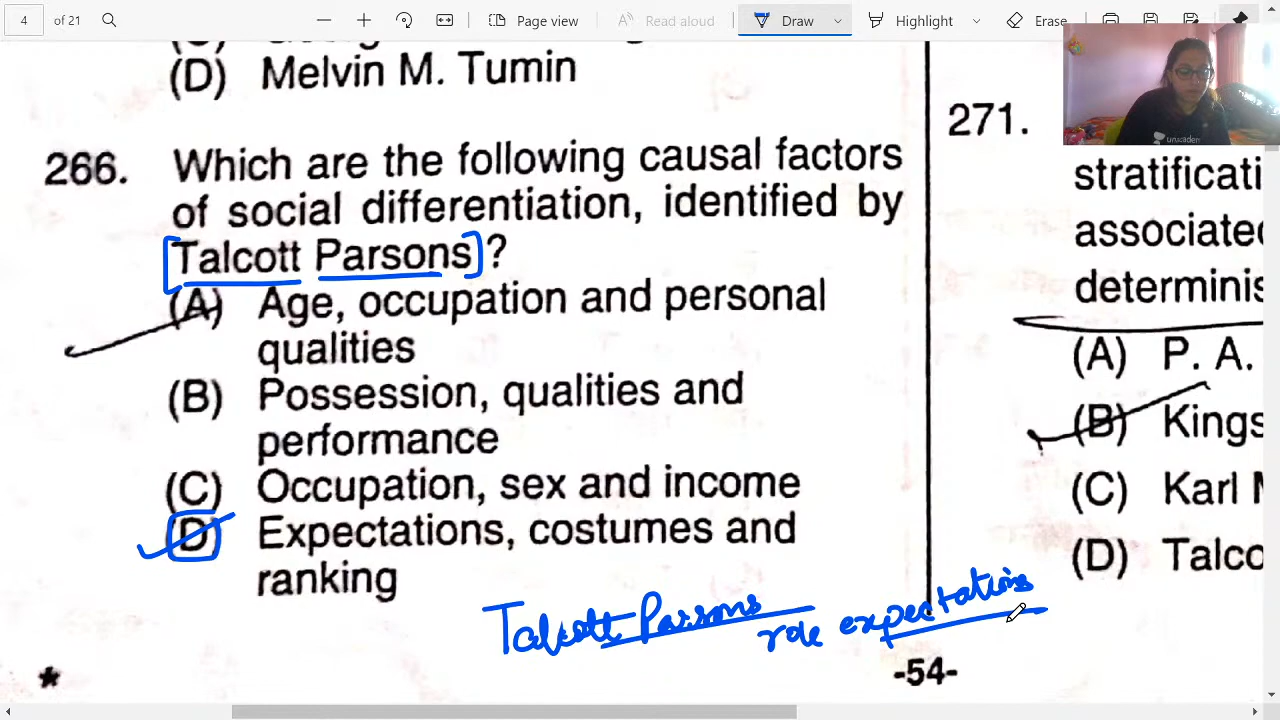 4 of 21
Page view
Read aloud
Draw
Highlight
Erase
(D) Melvin M. Tumin
266. Which are the following causal factors
of social differentiation, identified by
[Talcott Parsons]?
(A) Age, occupation and personal
qualities
(B) Possession, qualities and
performance
(C) Occupation, sex and income
(D) Expectations, costumes and
ranking
Talcott Parsons role expectations
-54-
271.
stratificati
associated
determinis
(A) P. A.
(B) Kings
(C) Karl M
(D) Talco